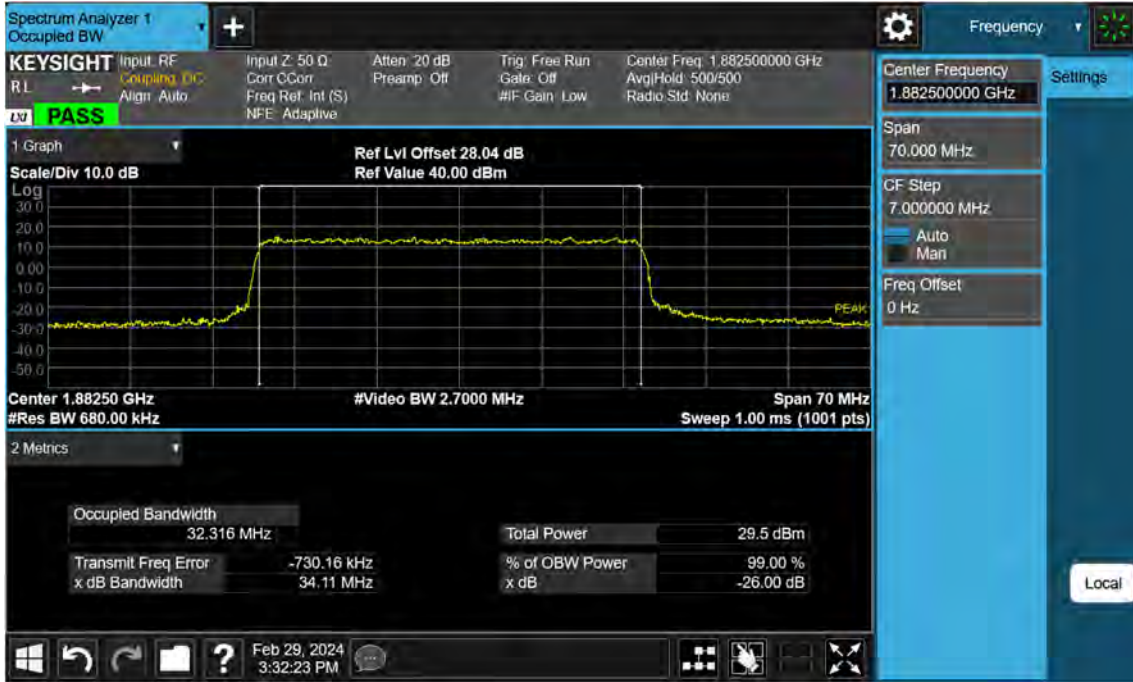 Spectrum Analyzer 1
Occupied BW
Frequency
KEYSIGHT
R L
LXI
PASS
Input: RF
Coupling: DC
Align: Auto
Input Z: 50 Ω
Corr CCorr
Freq Ref: Int (S)
NFE: Adaptive
Atten: 20 dB
Preamp: Off
Trig: Free Run
Gate: Off
#IF Gain: Low
Center Freq: 1.882500000 GHz
Avg|Hold: 500/500
Radio Std: None
Center Frequency
1.882500000 GHz
Settings
Span
70.000 MHz
CF Step
7.000000 MHz
Auto
Man
Freq Offset
0 Hz
1 Graph
Scale/Div 10.0 dB
Ref Lvl Offset 28.04 dB
Ref Value 40.00 dBm
Log
30.0
20.0
10.0
0.00
-10.0
-20.0
-30.0
-40.0
-50.0
PEAK
Center 1.88250 GHz
#Video BW 2.7000 MHz
Span 70 MHz
#Res BW 680.00 kHz
Sweep 1.00 ms (1001 pts)
2 Metrics
Occupied Bandwidth
32.316 MHz
Total Power 29.5 dBm
Transmit Freq Error -730.16 kHz
% of OBW Power 99.00 %
x dB Bandwidth 34.11 MHz
x dB -26.00 dB
Local
Feb 29, 2024
3:32:23 PM